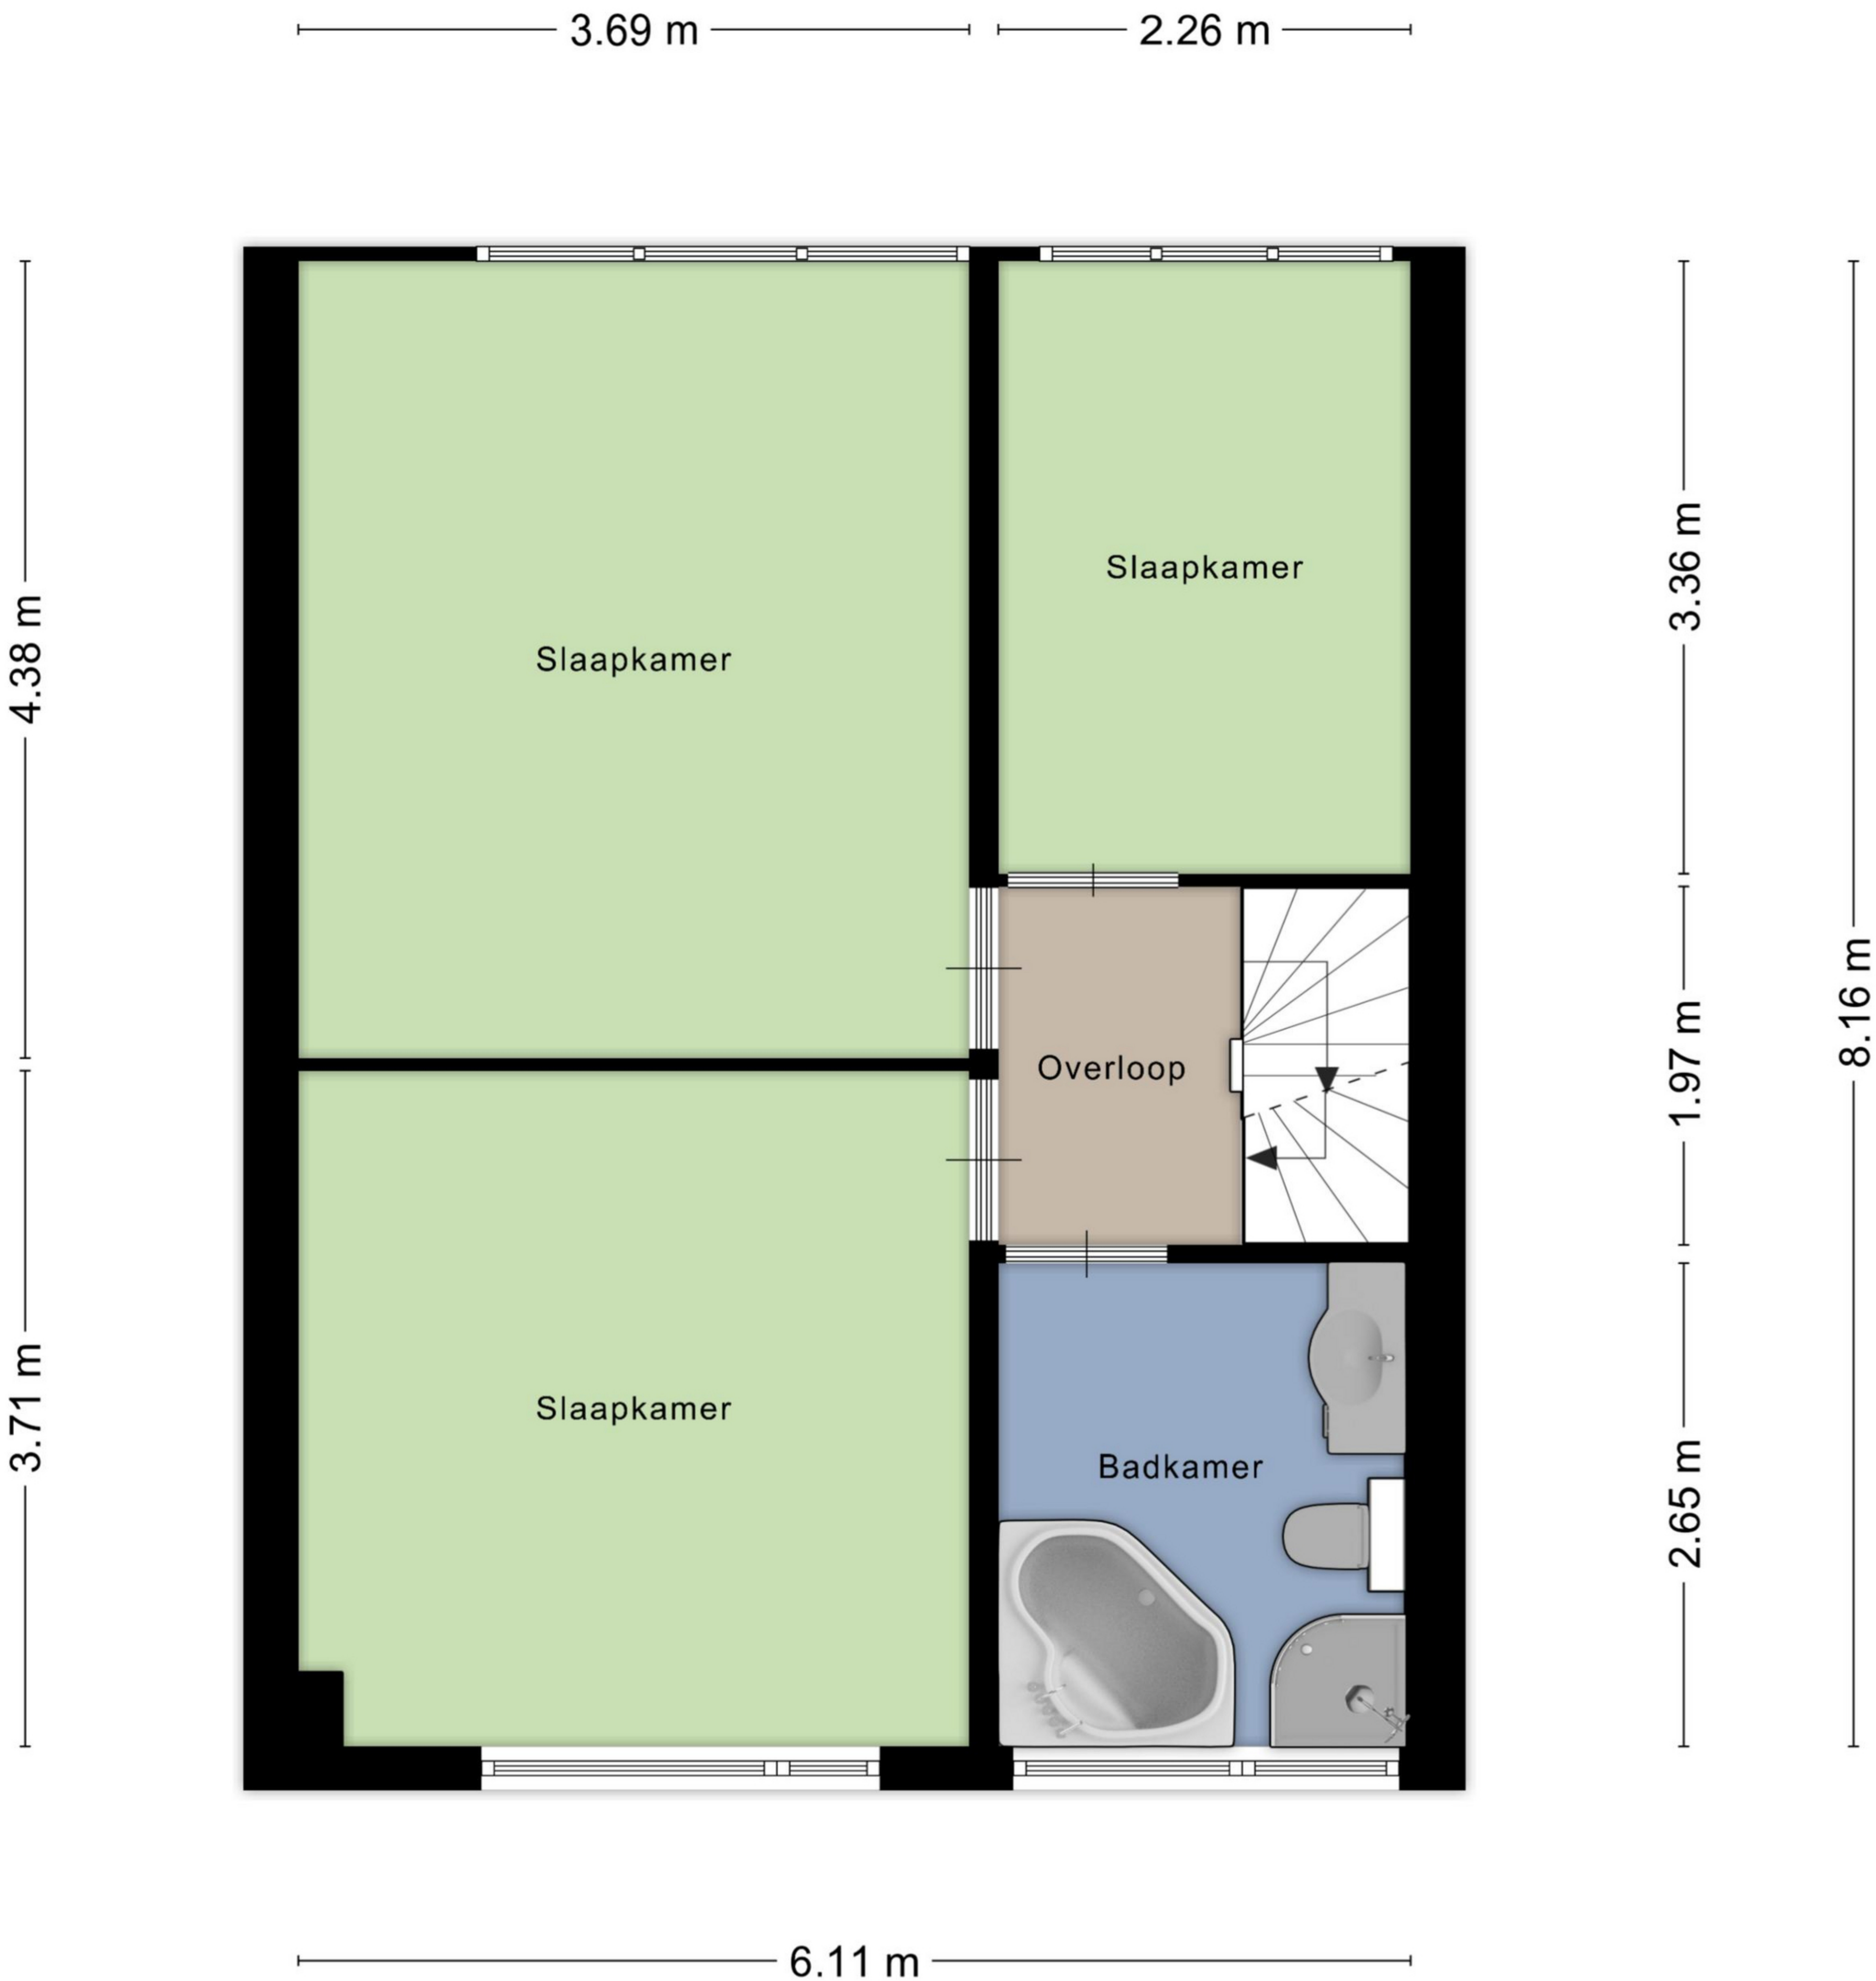 3.69 m
2.26 m
4.38 m
3.36 m
Slaapkamer
Slaapkamer
8.16 m
1.97 m
Overloop
3.71 m
Slaapkamer
Badkamer
2.65 m
6.11 m